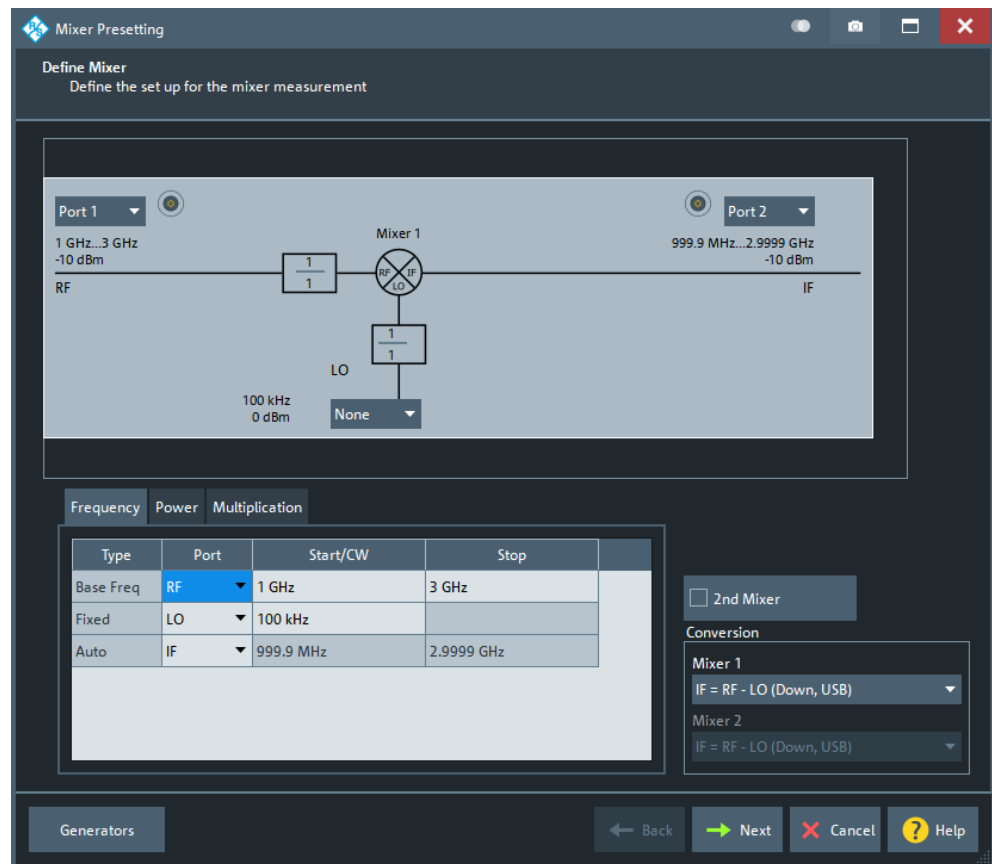 R/S Mixer Presetting
Define Mixer
Define the set up for the mixer measurement
Port 1
Port 2
1 GHz...3 GHz
Mixer 1
999.9 MHz...2.9999 GHz
-10 dBm
1
1
RF IF
LO
-10 dBm
RF
IF
1
1
LO
100 kHz
0 dBm
None
Frequency Power Multiplication
Type Port Start/CW Stop
Base Freq RF 1 GHz 3 GHz
Fixed LO 100 kHz
Auto IF 999.9 MHz 2.9999 GHz
2nd Mixer
Conversion
Mixer 1
IF = RF - LO (Down, USB)
Mixer 2
IF = RF - LO (Down, USB)
Generators Back Next Cancel ? Help